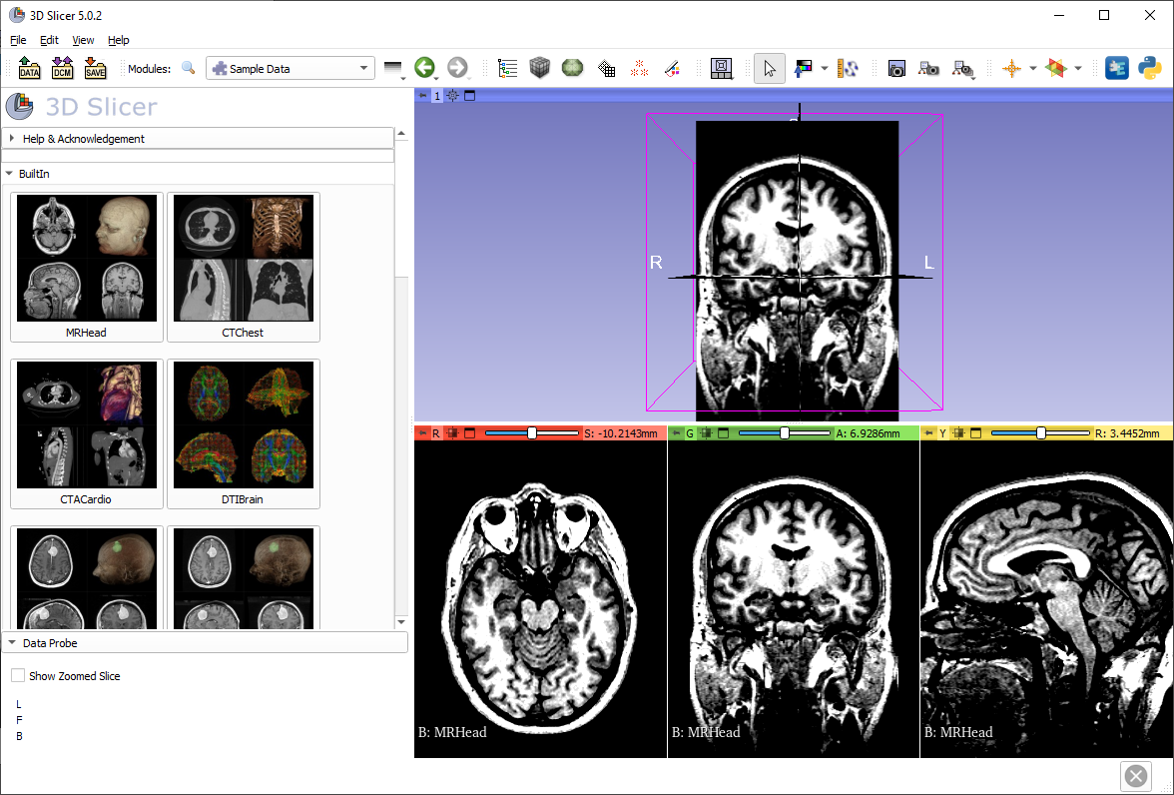 3D Slicer 5.0.2
File Edit View Help
DATA DCM SAVE Modules: Sample Data
3D Slicer
Help & Acknowledgement
BuiltIn
MRHead CTChest
CTACardio DTIBrain
Data Probe
Show Zoomed Slice
L
F
B
1
S
R L
R S: -10.2143mm
G A: 6.9286mm
Y R: 3.4452mm
B: MRHead B: MRHead B: MRHead